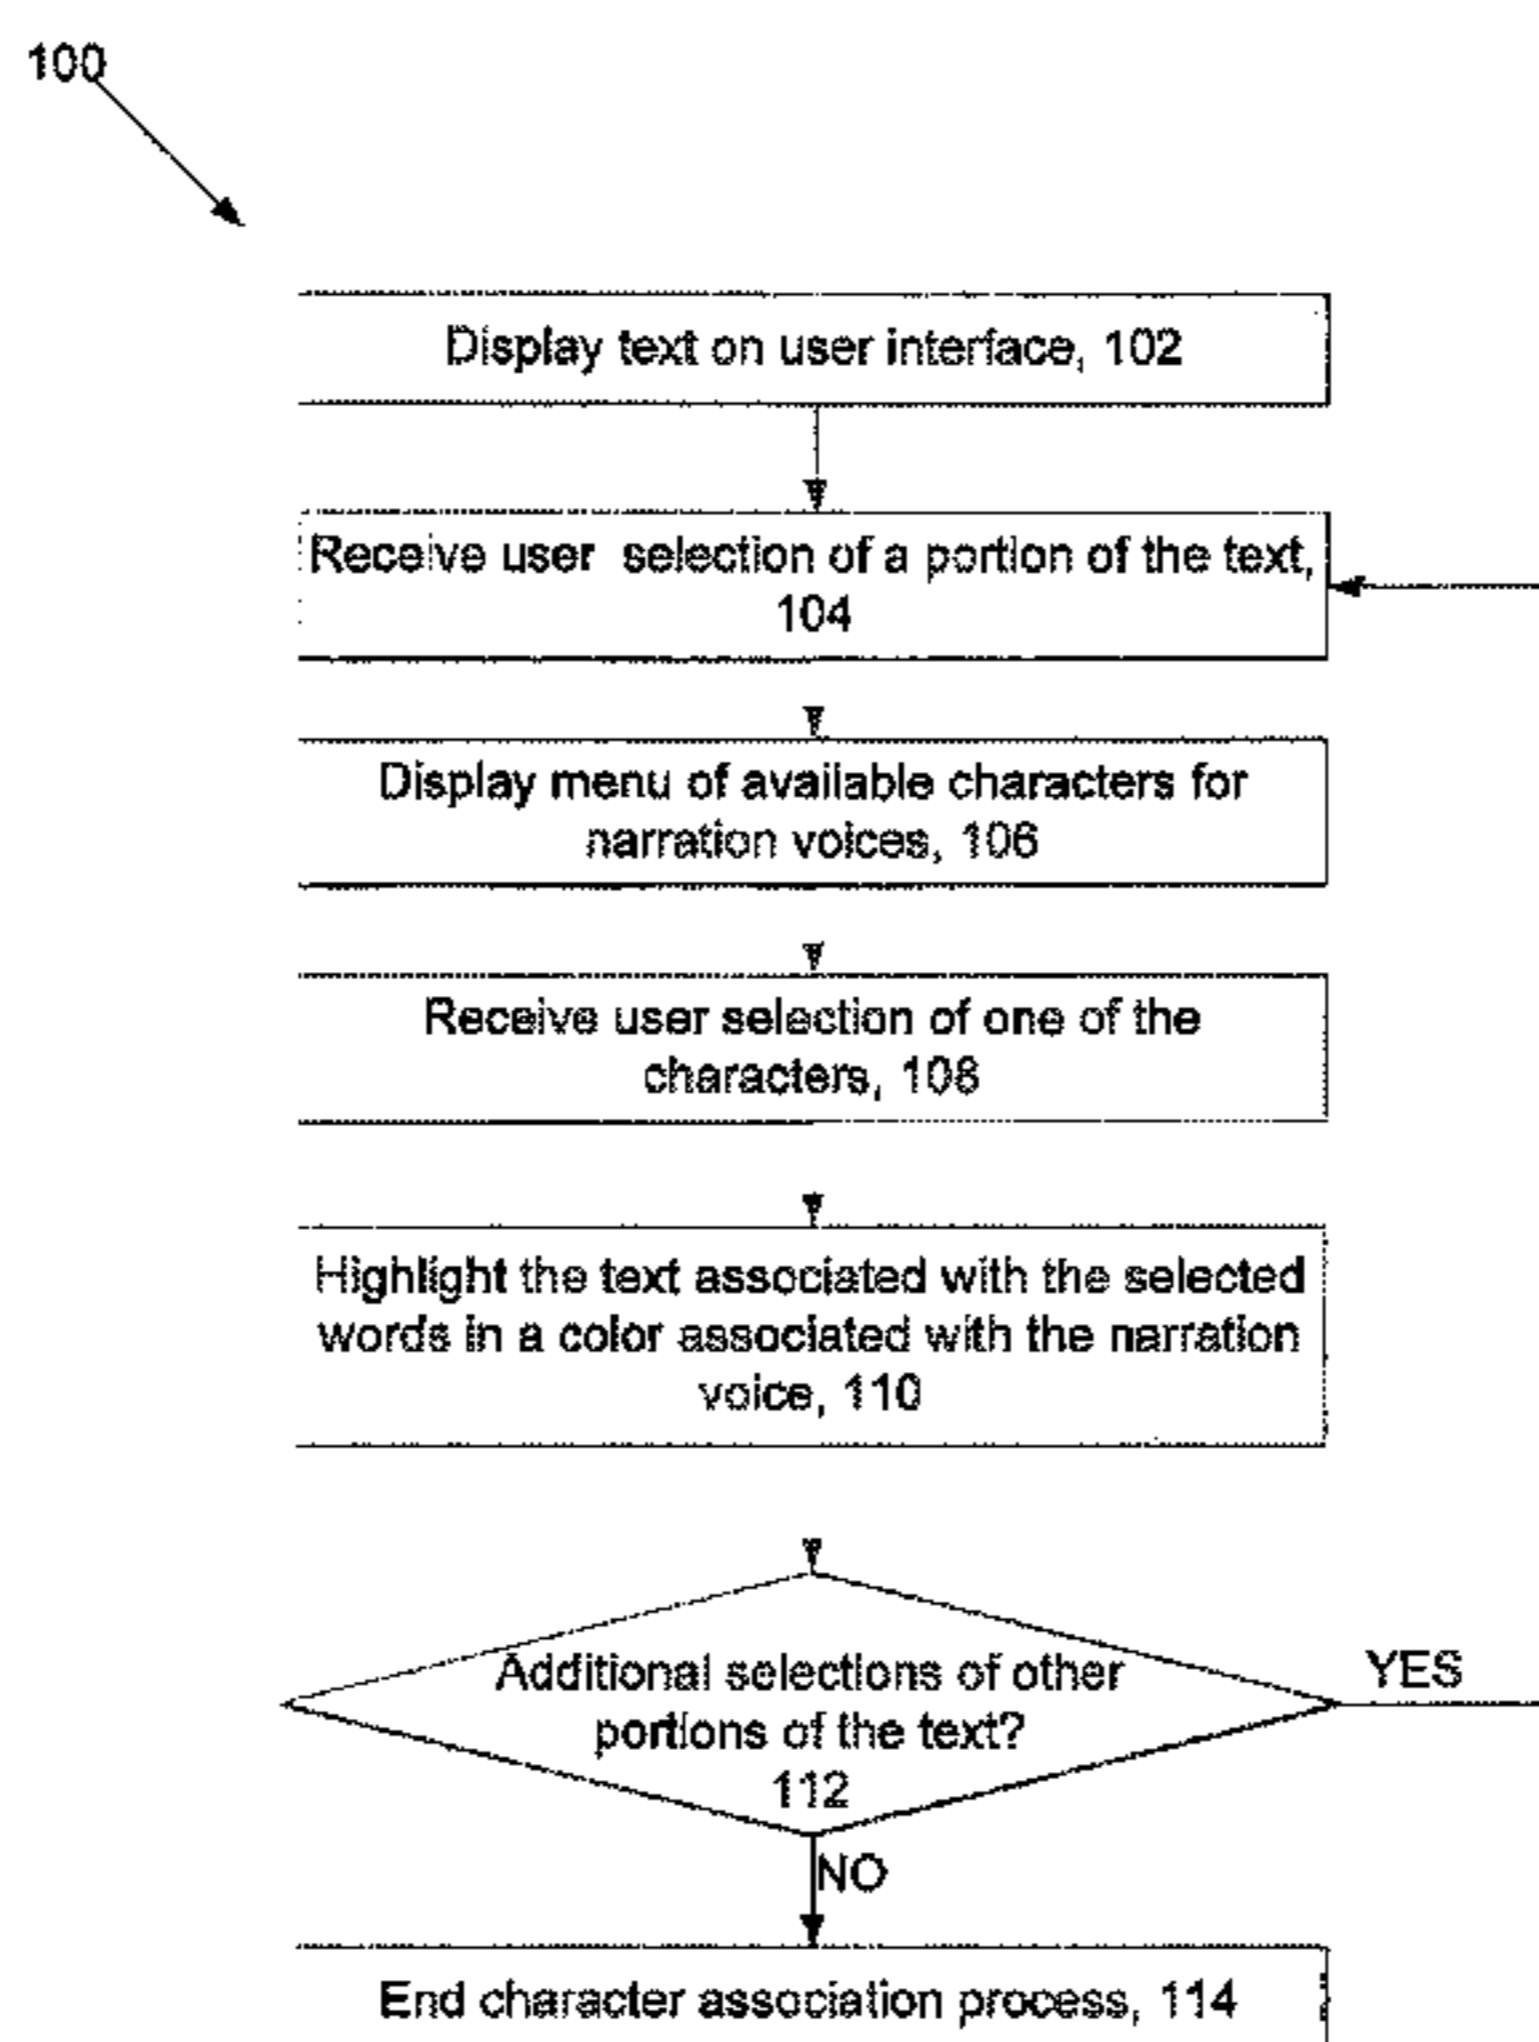 100
Display text on user interface, 102
Receive user selection of a portion of the text,
104
Display menu of available characters for
narration voices, 106
Receive user selection of one of the
characters, 108
Highlight the text associated with the selected
words in a color associated with the narration
voice, 110
Additional selections of other
portions of the text?
112
YES
NO
End character association process, 114